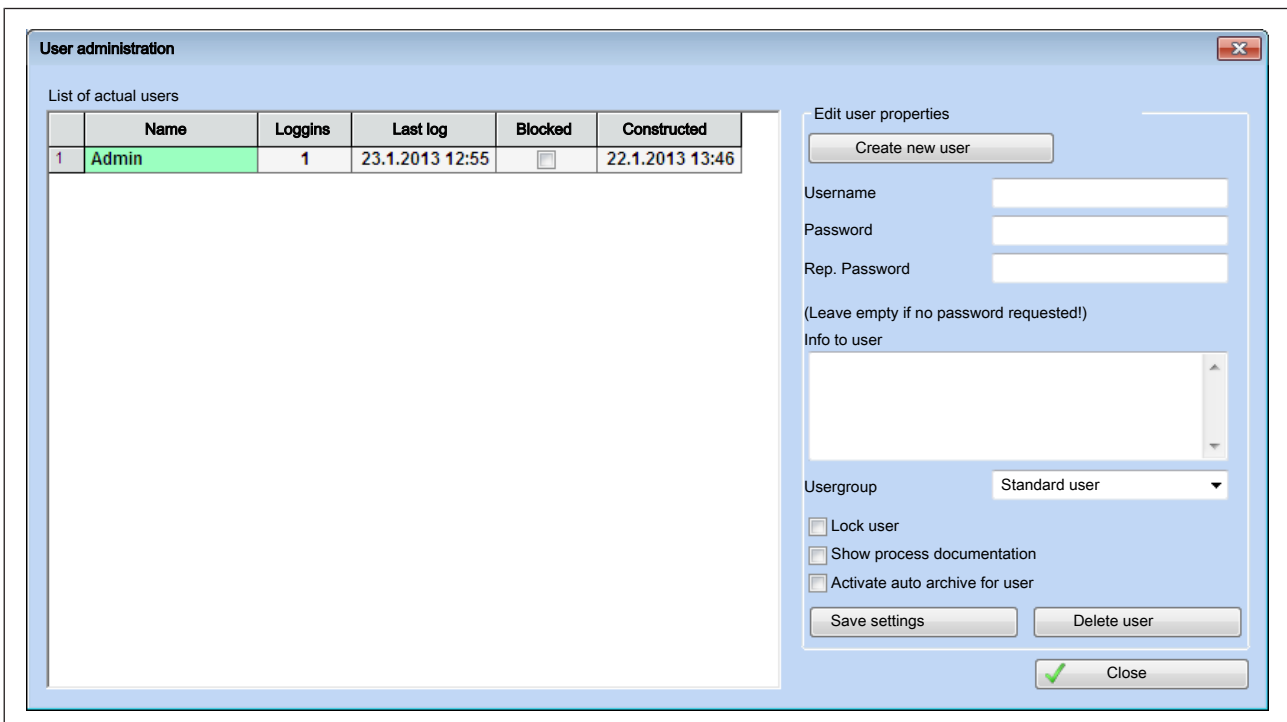 User administration
List of actual users
Name Loggins Last log Blocked Constructed
1 Admin 1 23.1.2013 12:55 22.1.2013 13:46
Edit user properties
Create new user
Username
Password
Rep. Password
(Leave empty if no password requested!)
Info to user
Usergroup Standard user
Lock user
Show process documentation
Activate auto archive for user
Save settings Delete user
Close